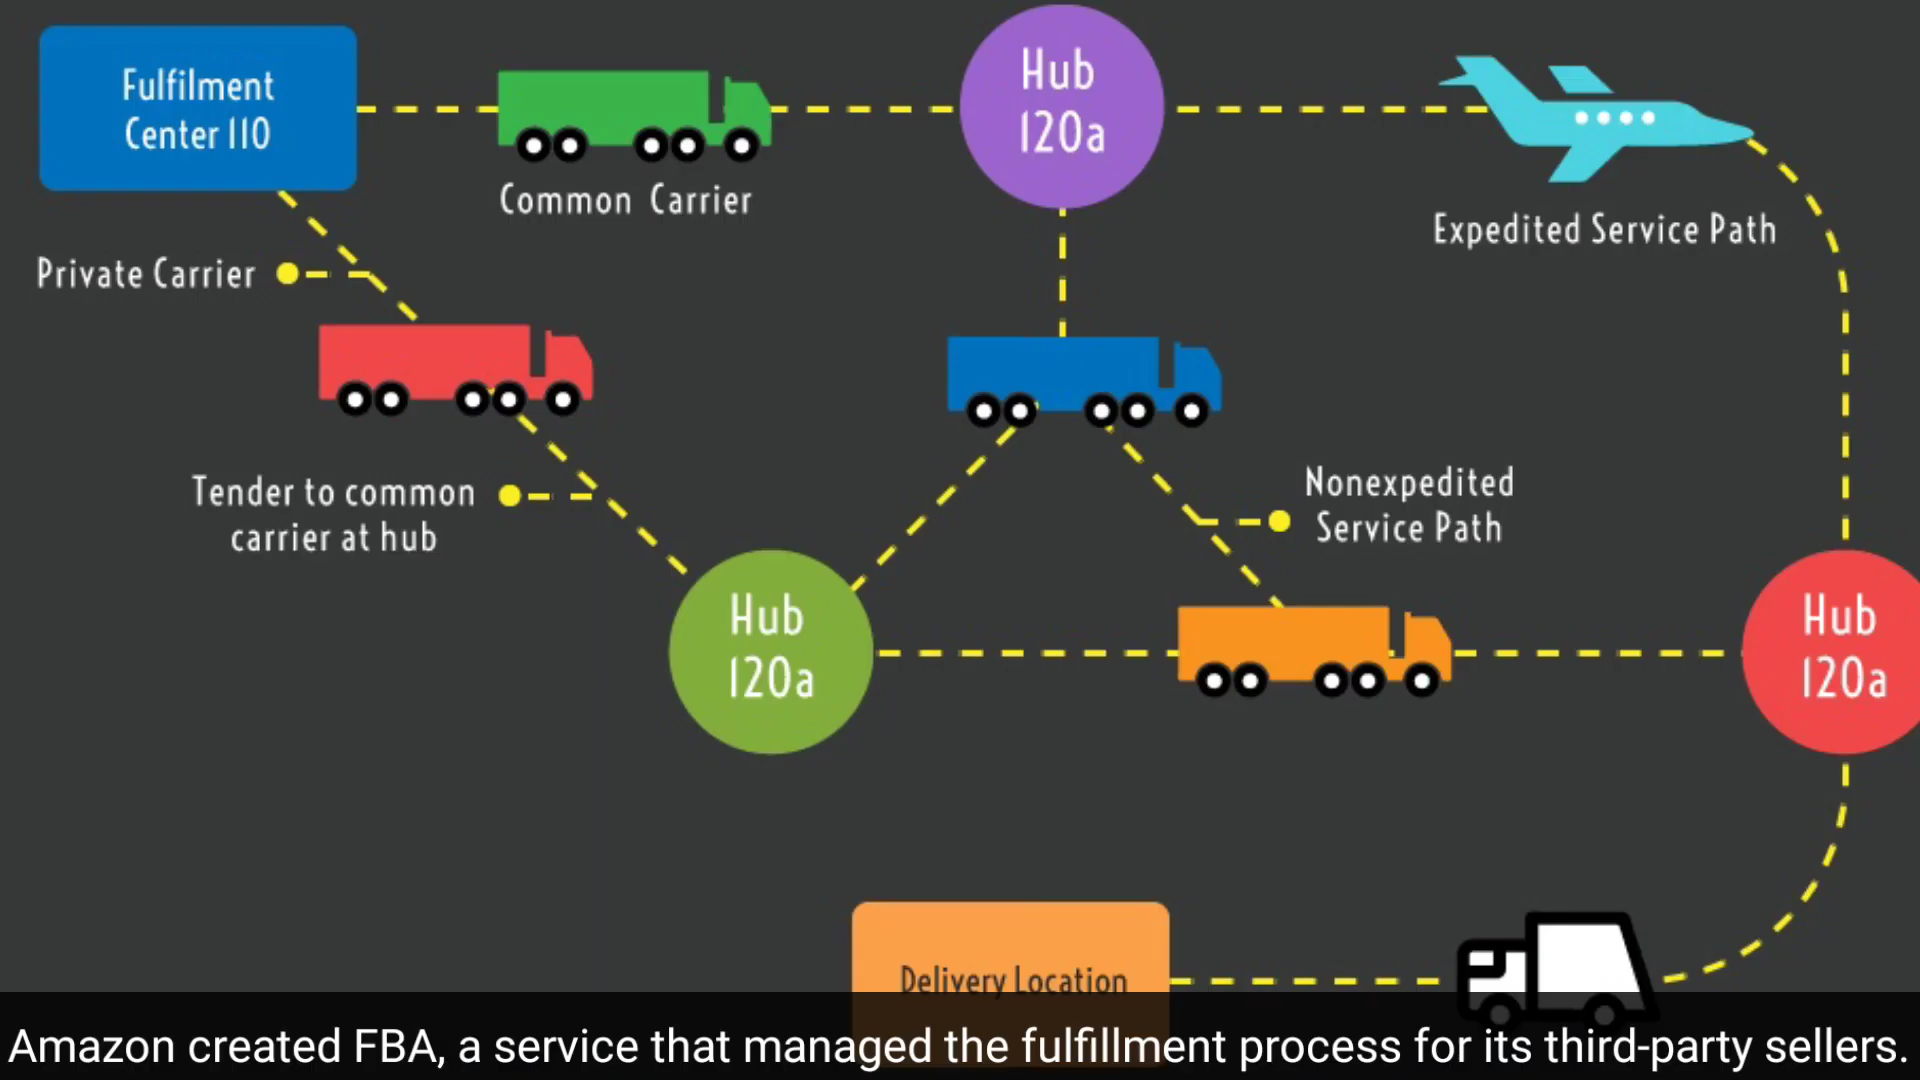 Fulfilment
Center 110
Common Carrier
Hub
120a
Expedited Service Path
Private Carrier
Tender to common
carrier at hub
Nonexpedited
Service Path
Hub
120a
Hub
120a
Delivery Location
Amazon created FBA, a service that managed the fulfillment process for its third-party sellers.